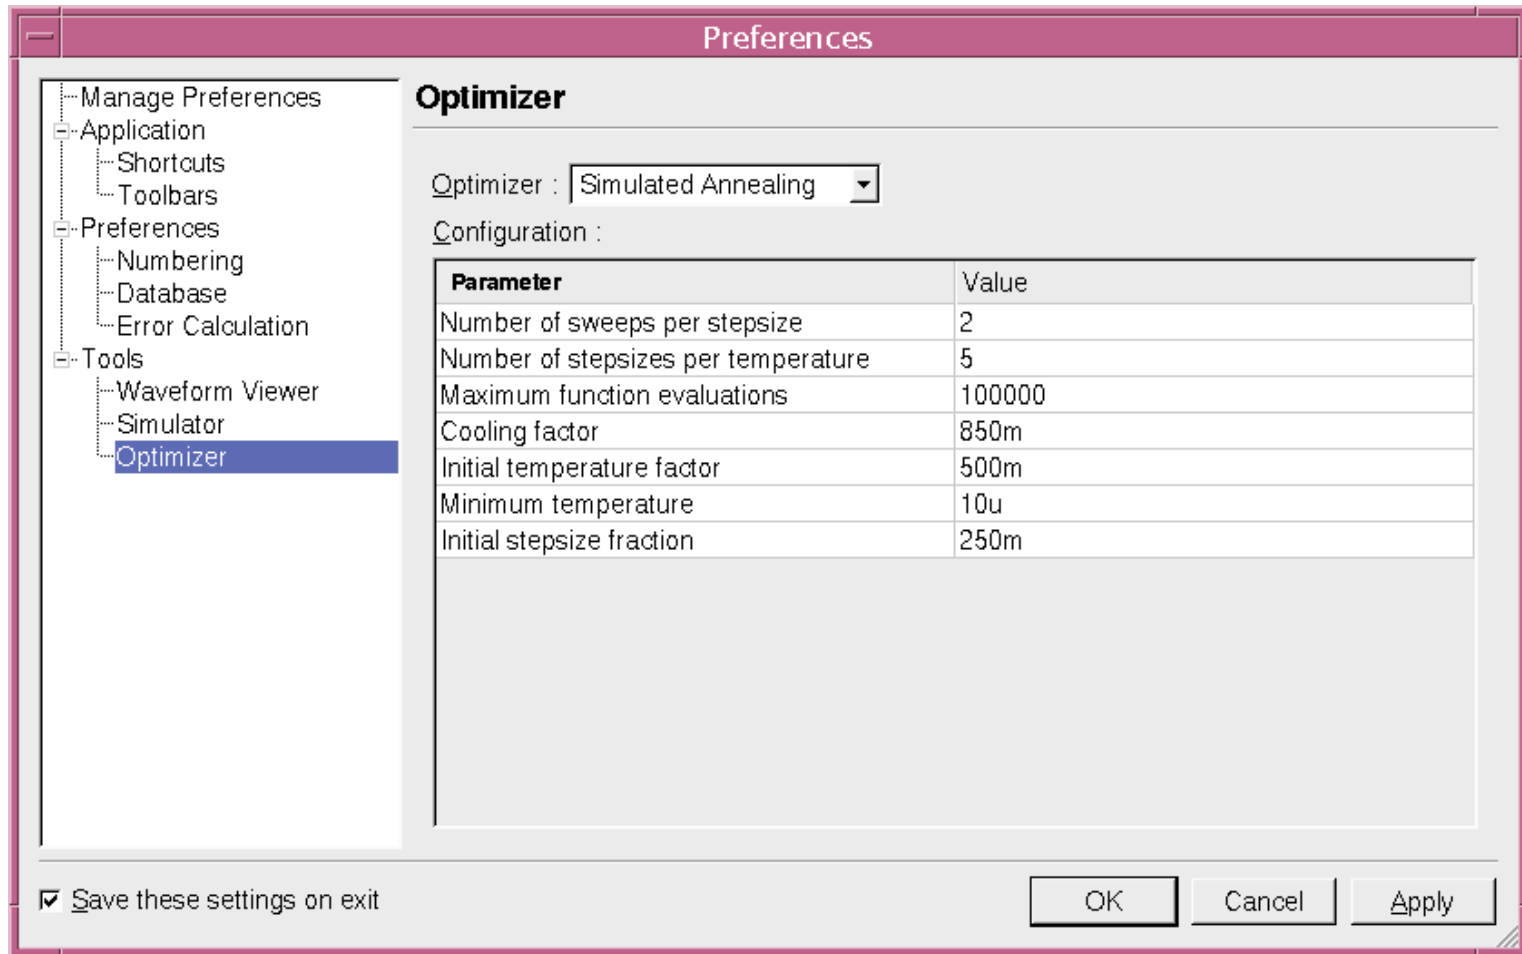 Preferences
Manage Preferences
Application
Shortcuts
Toolbars
Preferences
Numbering
Database
Error Calculation
Tools
Waveform Viewer
Simulator
Optimizer
Optimizer
Optimizer : Simulated Annealing
Configuration :
Parameter Value
Number of sweeps per stepsize 2
Number of stepsizes per temperature 5
Maximum function evaluations 100000
Cooling factor 850m
Initial temperature factor 500m
Minimum temperature 10u
Initial stepsize fraction 250m
Save these settings on exit
OK Cancel Apply